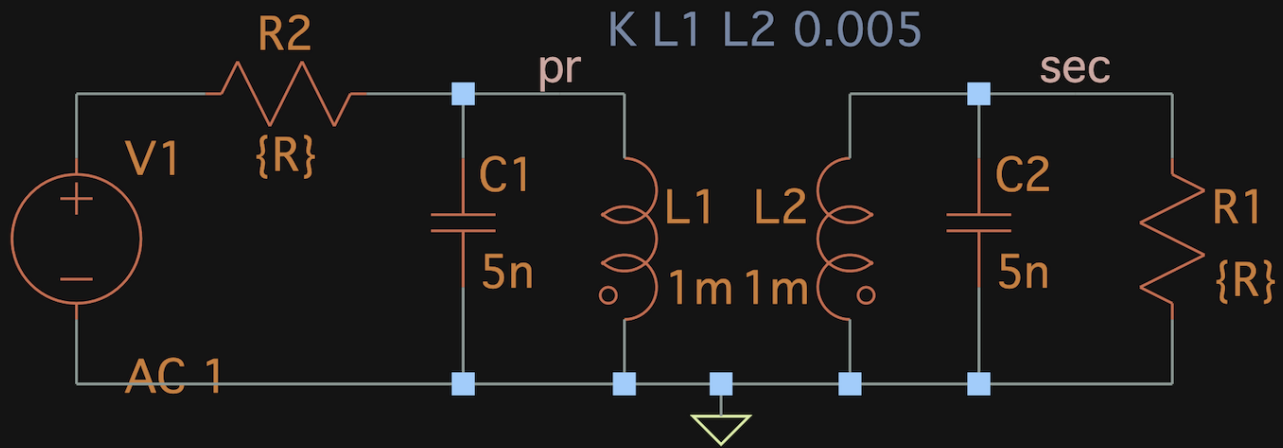 K L1 L2 0.005
R2
pr
sec
{R}
V1
C1
C2
L1
L2
R1
5n
1m
1m
5n
{R}
AC 1